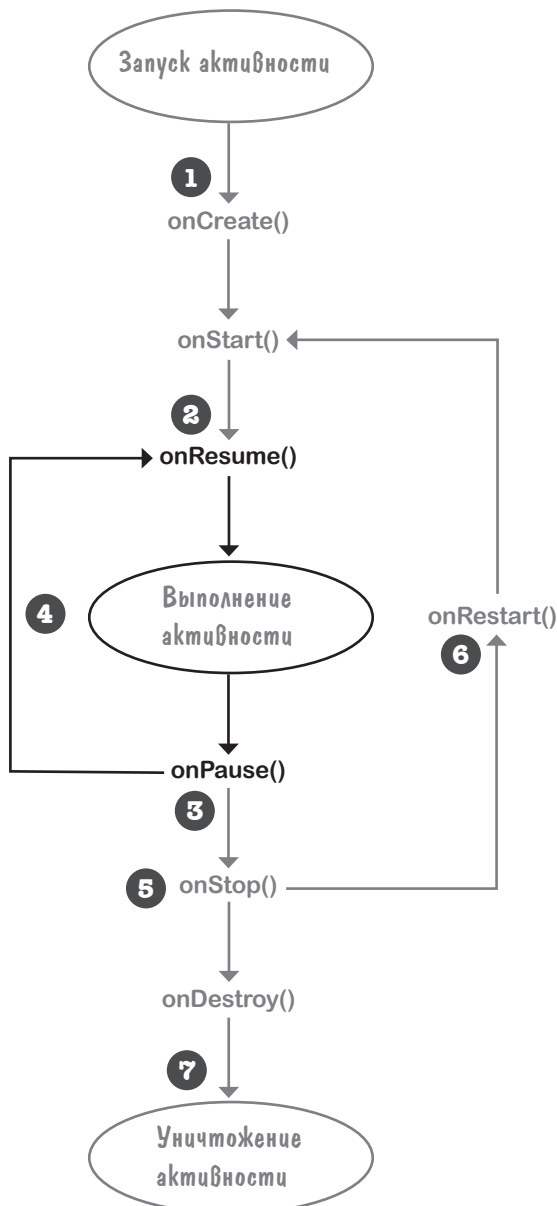 Запуск активности
1
onCreate()
onStart()
2
onResume()
4
Выполнение
активности
onRestart()
6
onPause()
3
5
onStop()
onDestroy()
7
Уничтожение
активности